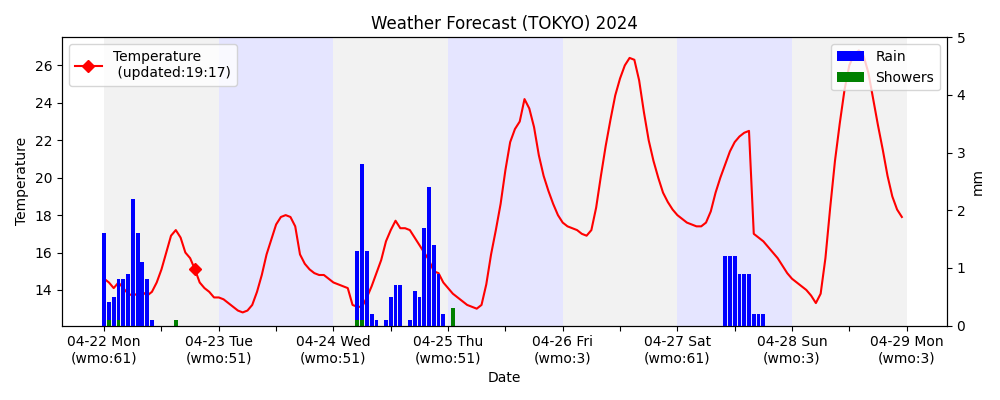 Weather Forecast (TOKYO) 2024
Temperature
(updated:19:17)
Rain
Showers
26
24
22
20
18
16
14
Temperature
5
4
3
2
1
0
mm
04-22 Mon
(wmo:61)
04-23 Tue
(wmo:51)
04-24 Wed
(wmo:51)
04-25 Thu
(wmo:51)
04-26 Fri
(wmo:3)
04-27 Sat
(wmo:61)
04-28 Sun
(wmo:3)
04-29 Mon
(wmo:3)
Date